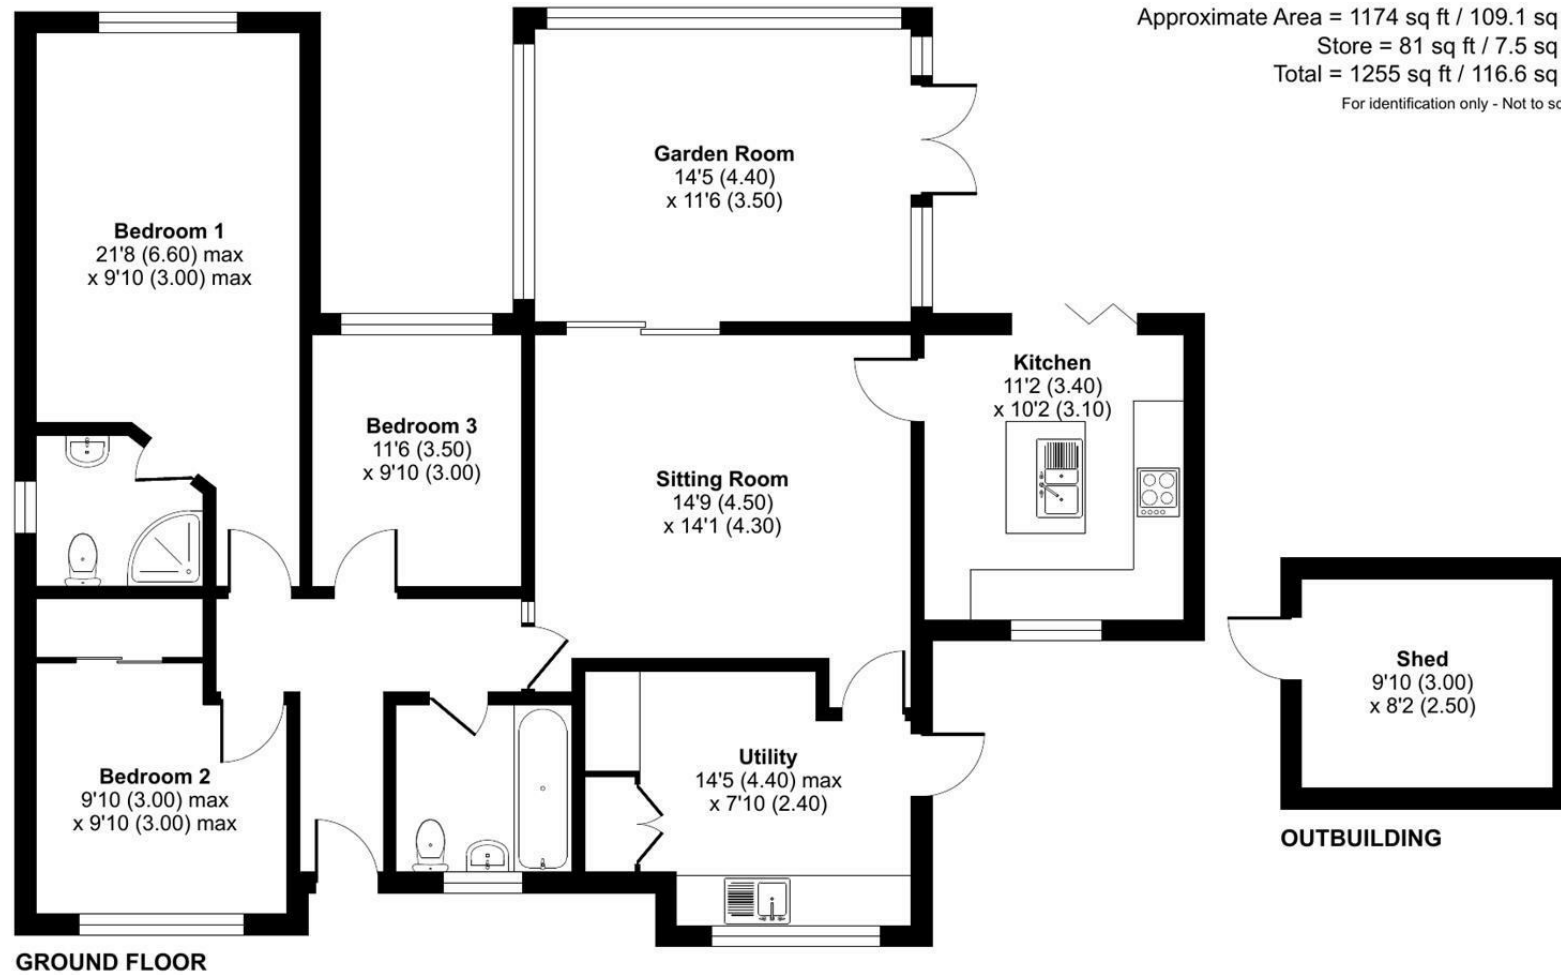 Approximate Area = 1174 sq ft / 109.1 sq
Store = 81 sq ft / 7.5 sq
Total = 1255 sq ft / 116.6 sq
For identification only - Not to sc
Garden Room
14'5 (4.40)
x 11'6 (3.50)
Bedroom 1
21'8 (6.60) max
x 9'10 (3.00) max
Kitchen
11'2 (3.40)
x 10'2 (3.10)
Bedroom 3
11'6 (3.50)
x 9'10 (3.00)
Sitting Room
14'9 (4.50)
x 14'1 (4.30)
Shed
9'10 (3.00)
x 8'2 (2.50)
Utility
14'5 (4.40) max
x 7'10 (2.40)
Bedroom 2
9'10 (3.00) max
x 9'10 (3.00) max
OUTBUILDING
GROUND FLOOR